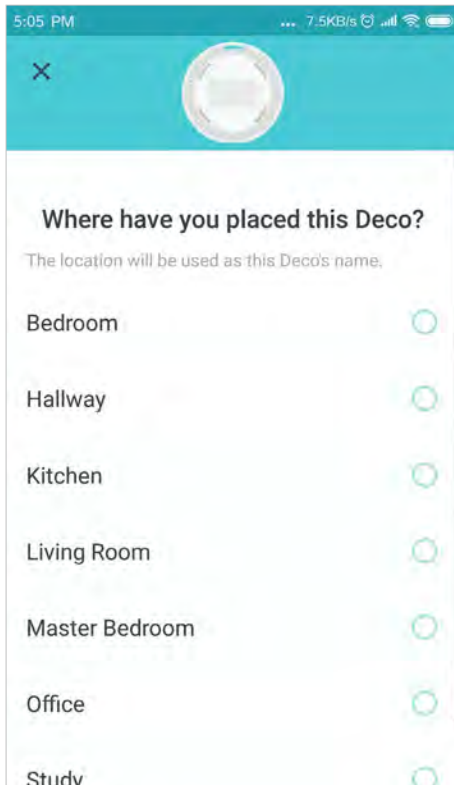 5:05 PM ... 7.5KB/s
Where have you placed this Deco?
The location will be used as this Deco's name.
Bedroom
Hallway
Kitchen
Living Room
Master Bedroom
Office
Study